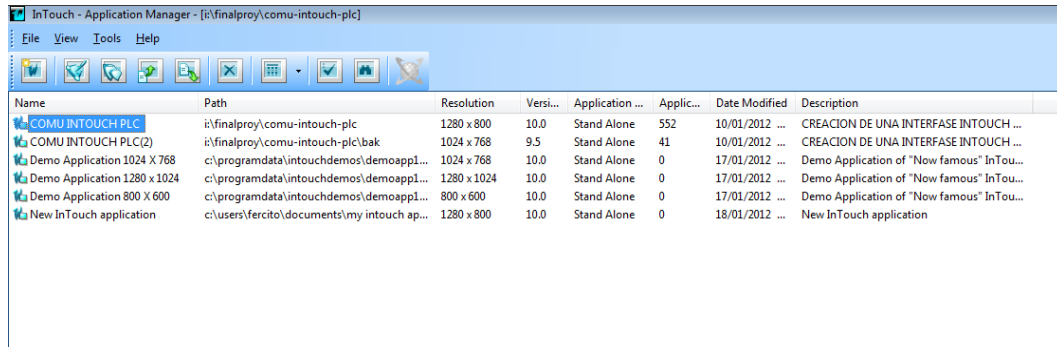 InTouch - Application Manager - [i:\finalproy\comu-intouch-plc]
File View Tools Help
Name Path Resolution Versi... Application ... Applic... Date Modified Description
COMU INTOUCH PLC i:\finalproy\comu-intouch-plc 1280 x 800 10.0 Stand Alone 552 10/01/2012 ... CREACION DE UNA INTERFASE INTOUCH ...
COMU INTOUCH PLC(2) i:\finalproy\comu-intouch-plc\bak 1024 x 768 9.5 Stand Alone 41 10/01/2012 ... CREACION DE UNA INTERFASE INTOUCH ...
Demo Application 1024 X 768 c:\programdata\intouchdemos\demoapp1... 1024 x 768 10.0 Stand Alone 0 17/01/2012 ... Demo Application of "Now famous" InTou...
Demo Application 1280 x 1024 c:\programdata\intouchdemos\demoapp1... 1280 x 1024 10.0 Stand Alone 0 17/01/2012 ... Demo Application of "Now famous" InTou...
Demo Application 800 X 600 c:\programdata\intouchdemos\demoapp1... 800 x 600 10.0 Stand Alone 0 17/01/2012 ... Demo Application of "Now famous" InTou...
New InTouch application c:\users\fercito\documents\my intouch ap... 1280 x 800 10.0 Stand Alone 0 18/01/2012 ... New InTouch application